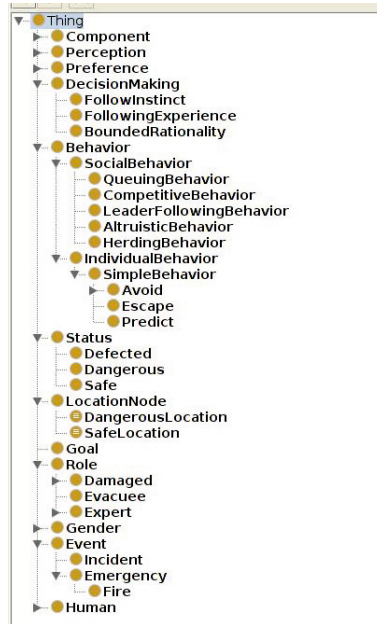 Thing
Component
Perception
Preference
DecisionMaking
FollowInstinct
FollowingExperience
BoundedRationality
Behavior
SocialBehavior
QueuingBehavior
CompetitiveBehavior
LeaderFollowingBehavior
AltruisticBehavior
HerdingBehavior
IndividualBehavior
SimpleBehavior
Avoid
Escape
Predict
Status
Defected
Dangerous
Safe
LocationNode
DangerousLocation
SafeLocation
Goal
Role
Damaged
Evacuee
Expert
Gender
Event
Incident
Emergency
Fire
Human